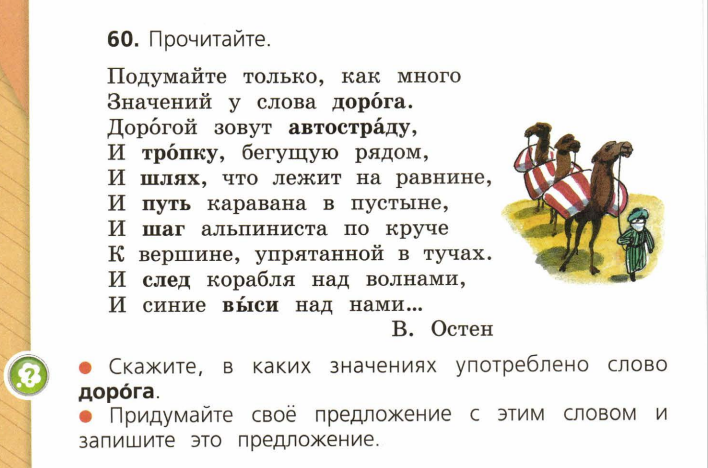 60. Прочитайте.
Подумайте только, как много
Значений у слова доро́га.
Доро́гой зовут автостра́ду,
И тро́пку, бегущую рядом,
И шлях, что лежит на равнине,
И путь каравана в пустыне,
И шаг альпиниста по круче
К вершине, упрятанной в тучах.
И след корабля над волнами,
И синие вы́си над нами...
В. Остен
? Скажите, в каких значениях употреблено слово
доро́га.
Придумайте своё предложение с этим словом и
запишите это предложение.